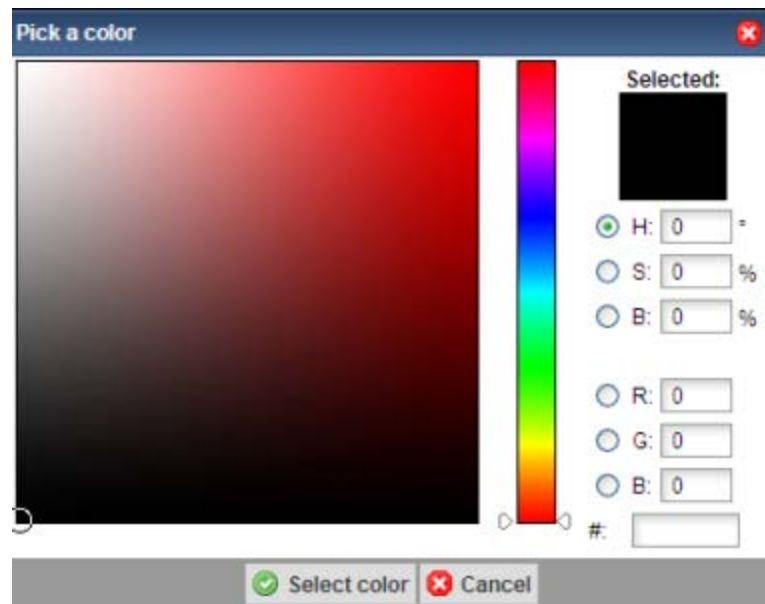 Pick a color
Selected:
H: 0 °
S: 0 %
B: 0 %
R: 0
G: 0
B: 0
#:
Select color Cancel